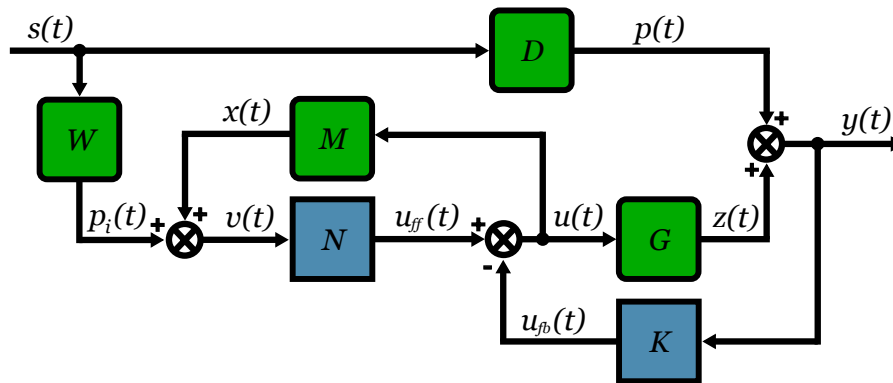 s(t)
D
p(t)
W
x(t)
M
+
y(t)
+
p_i(t)
+
+
v(t)
N
u_ff(t)
+
-
u(t)
G
z(t)
u_fb(t)
K